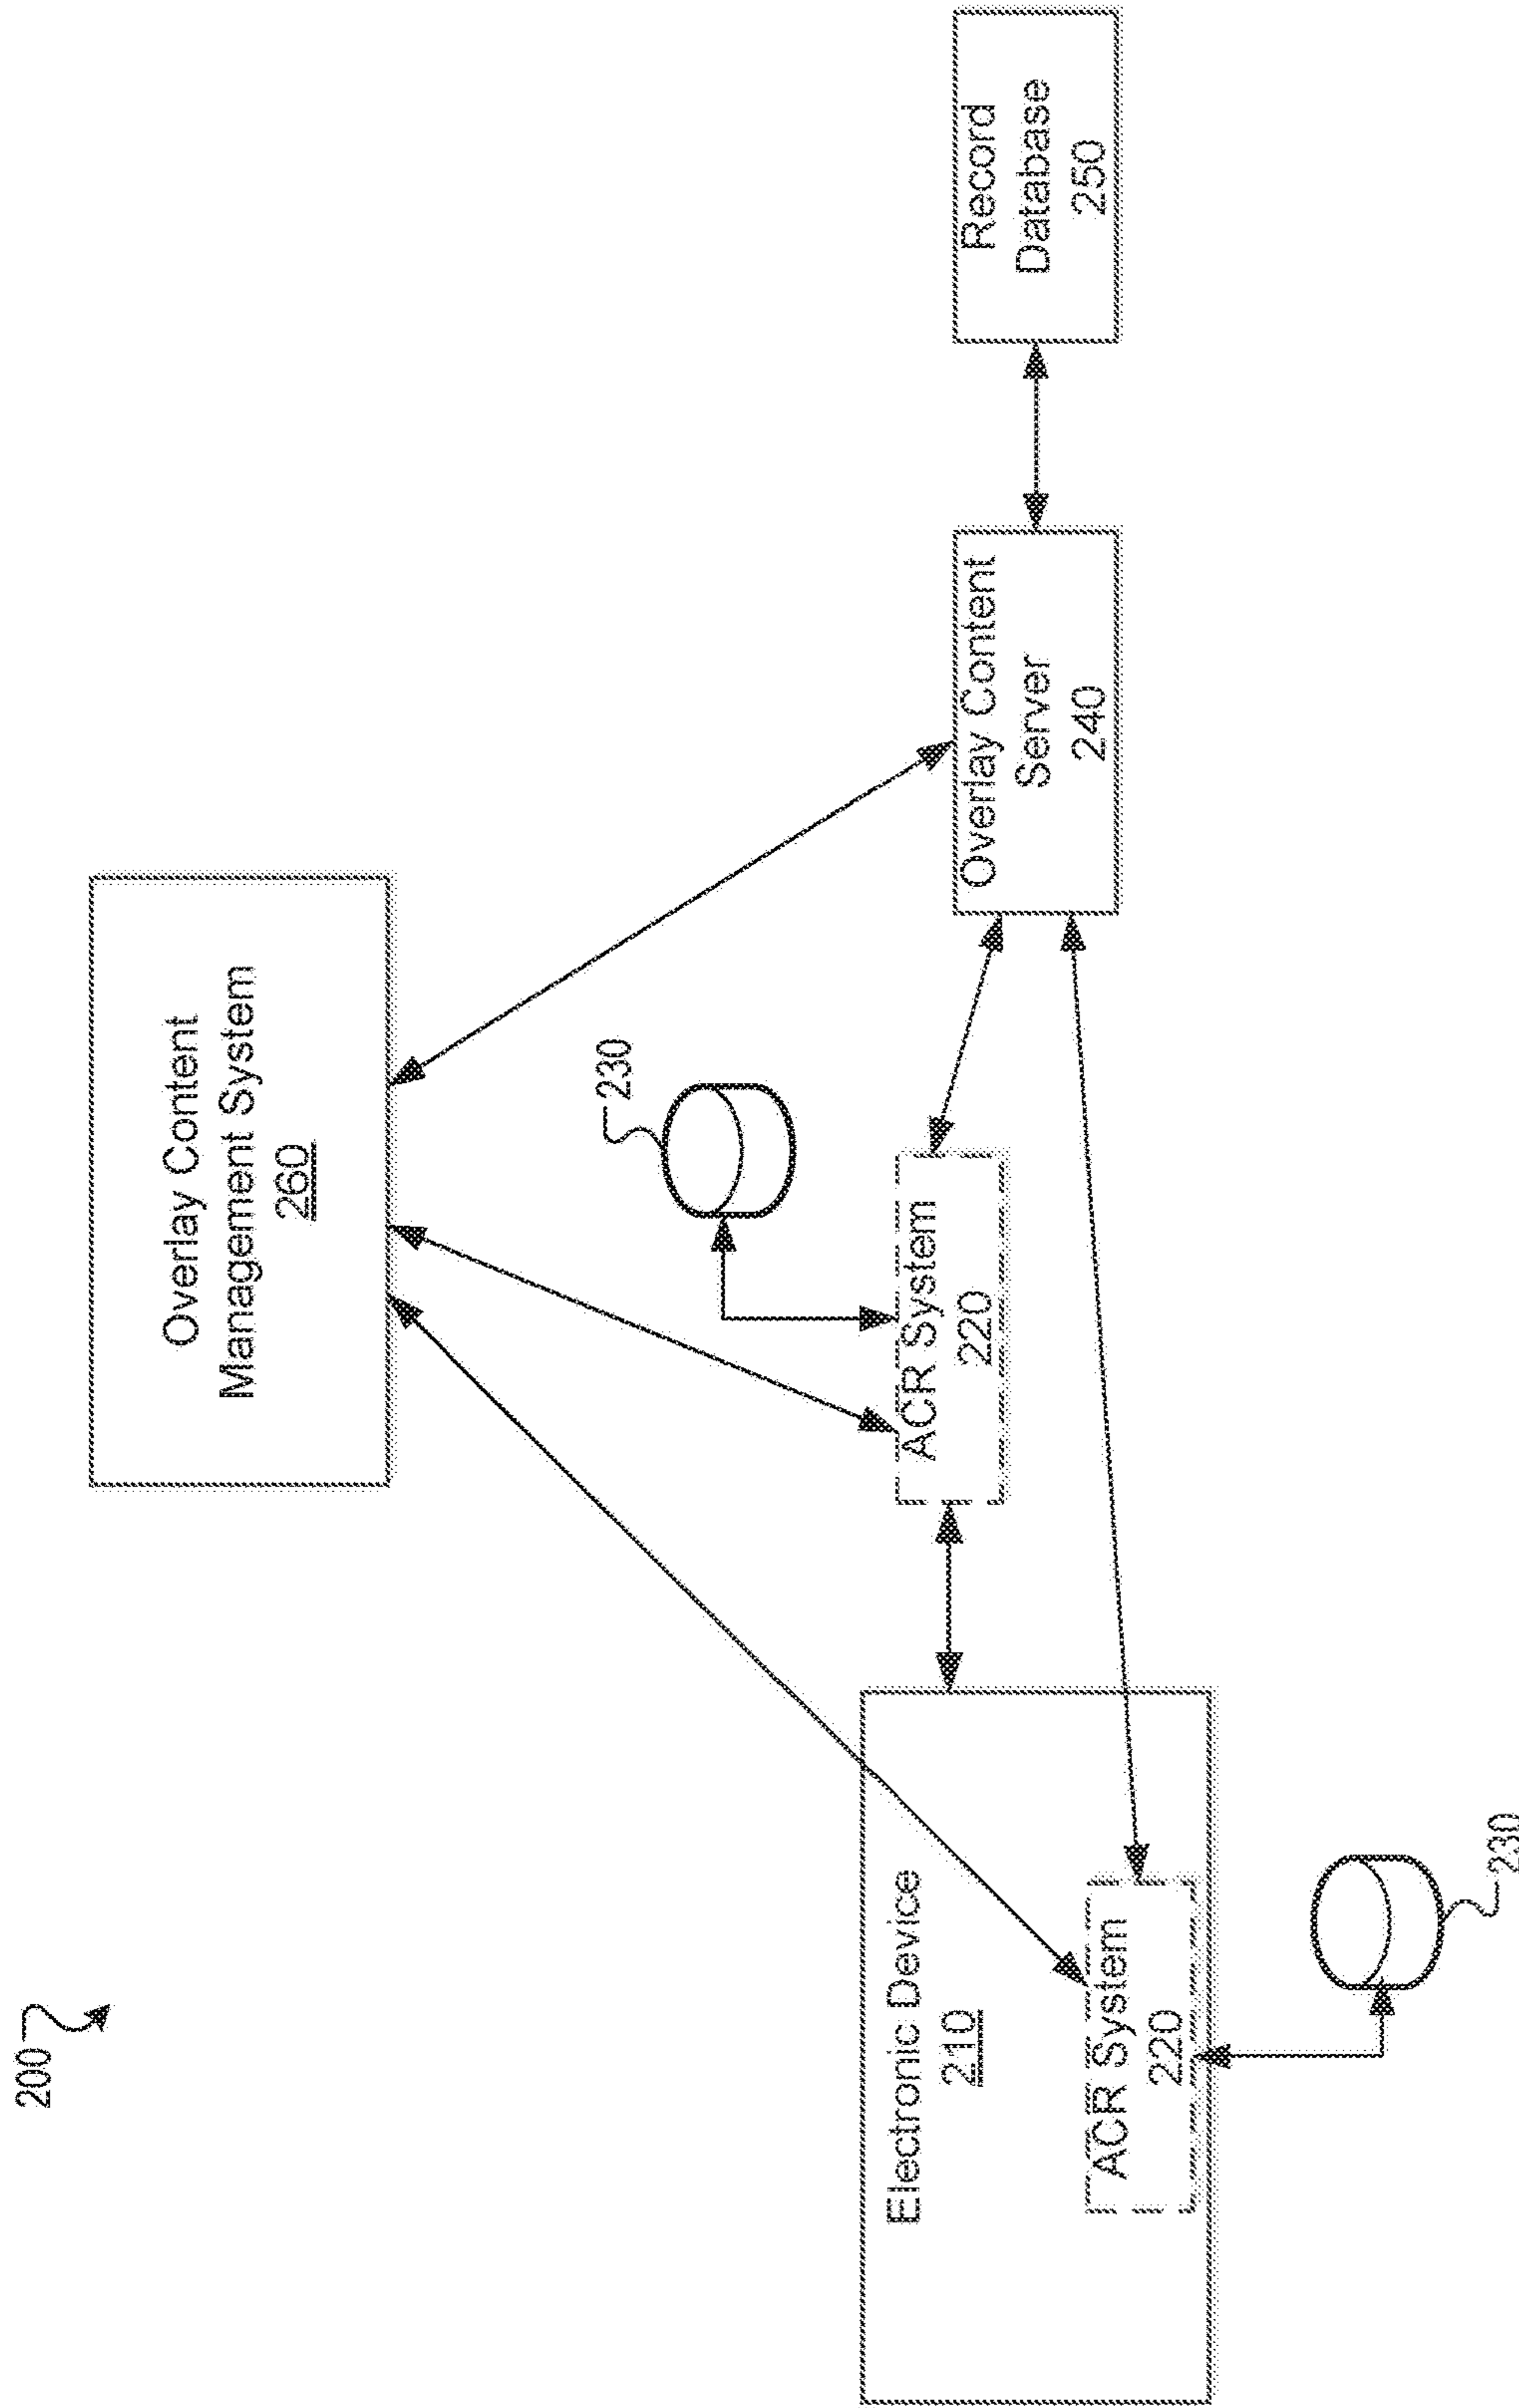 200
Overlay Content
Management System
260
230
Electronic Device
210
ACR System
220
ACR System
220
Overlay Content
Server
240
Record
Database
250
230